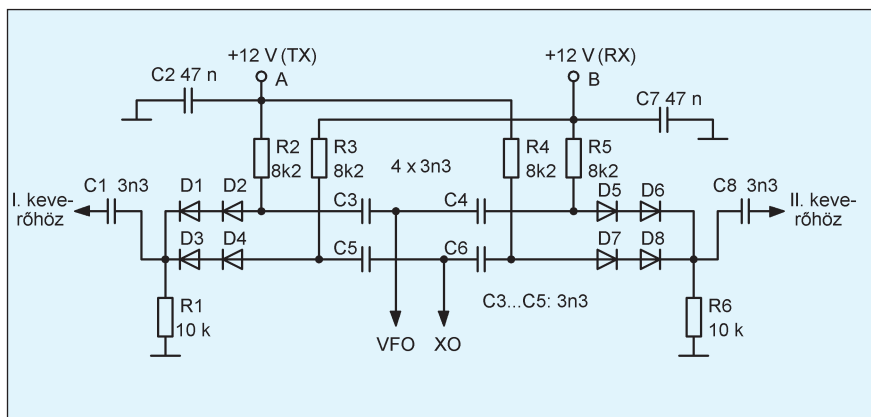 +12 V (TX)
+12 V (RX)
C2 47 n
A
B
C7 47 n
R2
8k2
R3
8k2
R4
8k2
R5
8k2
4 x 3n3
I. keve-
rőhöz
C1 3n3
D1
D2
C3
C4
D5
D6
C8 3n3
II. keve-
rőhöz
D3
D4
C5
C6
D7
D8
R1
10 k
C3...C5: 3n3
R6
10 k
VFO
XO